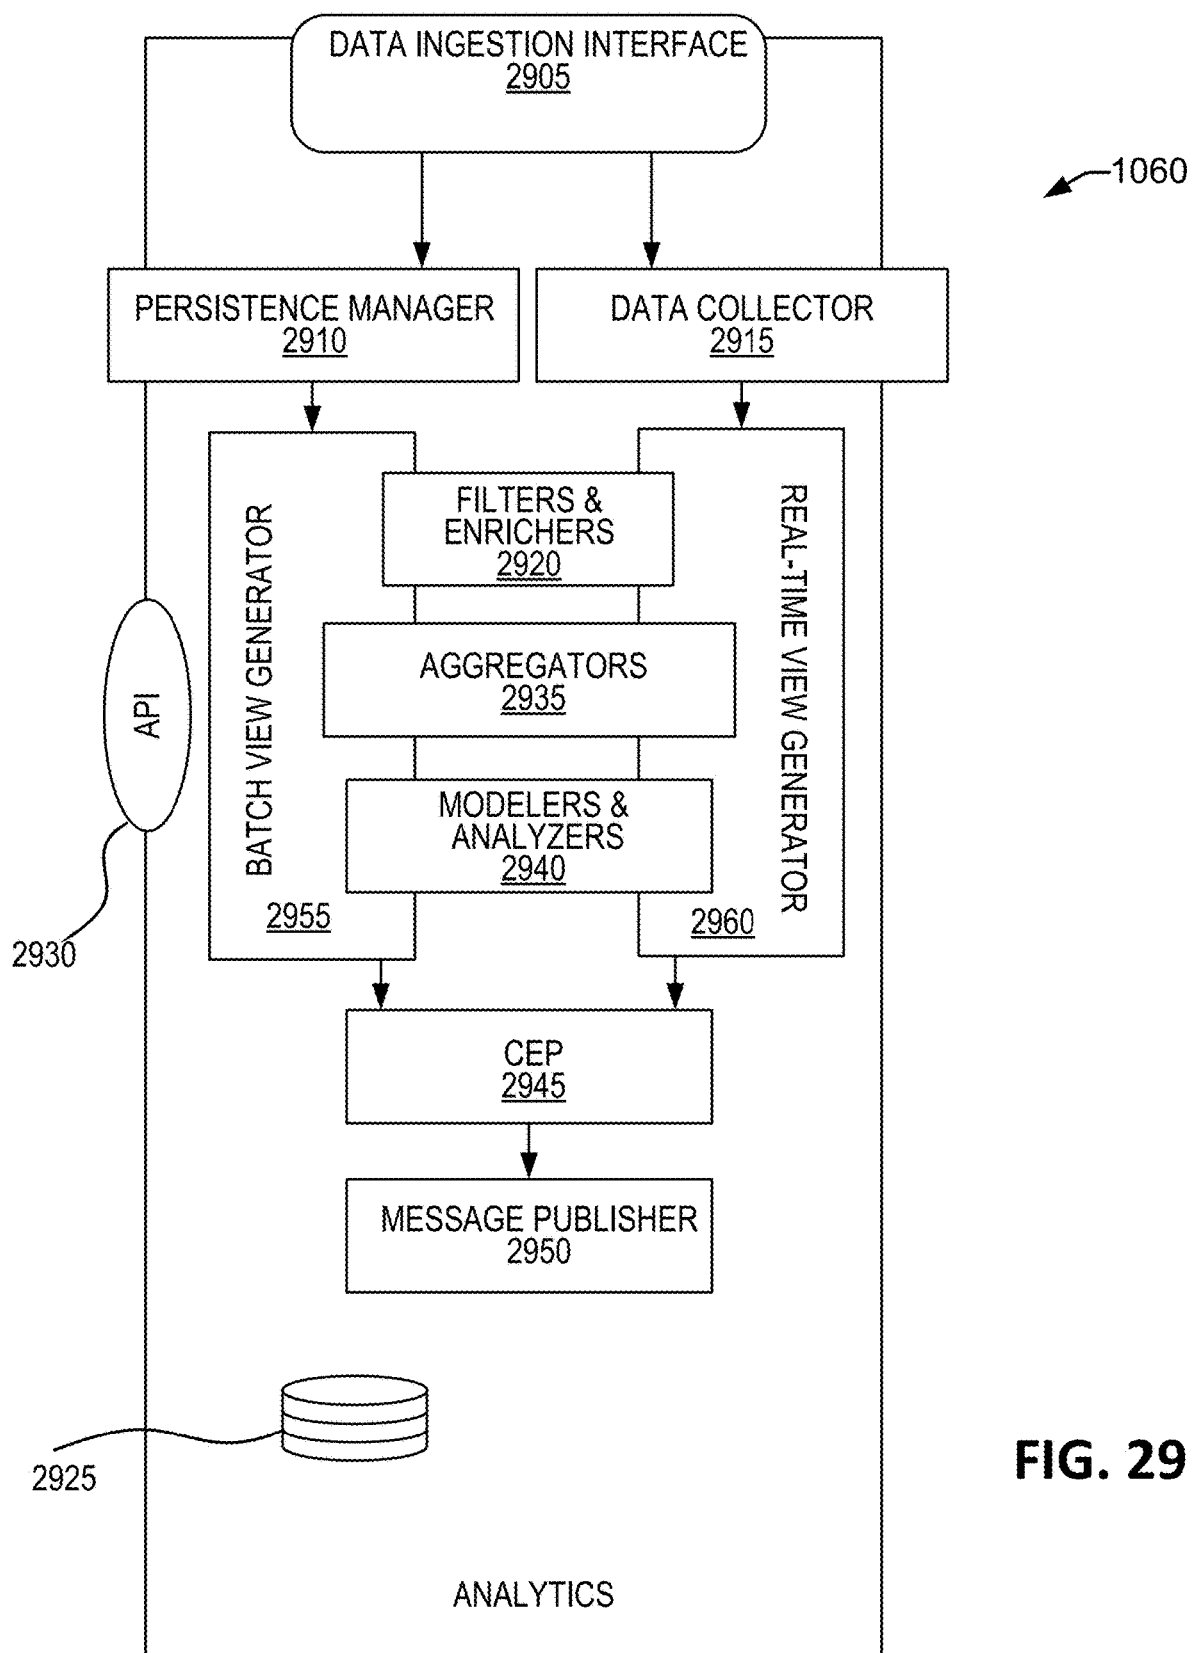 DATA INGESTION INTERFACE
2905
1060
PERSISTENCE MANAGER
2910
DATA COLLECTOR
2915
FILTERS &
ENRICHERS
2920
BATCH VIEW GENERATOR
REAL-TIME VIEW GENERATOR
AGGREGATORS
2935
API
MODELERS &
ANALYZERS
2940
2955
2960
2930
CEP
2945
MESSAGE PUBLISHER
2950
2925
FIG. 29
ANALYTICS